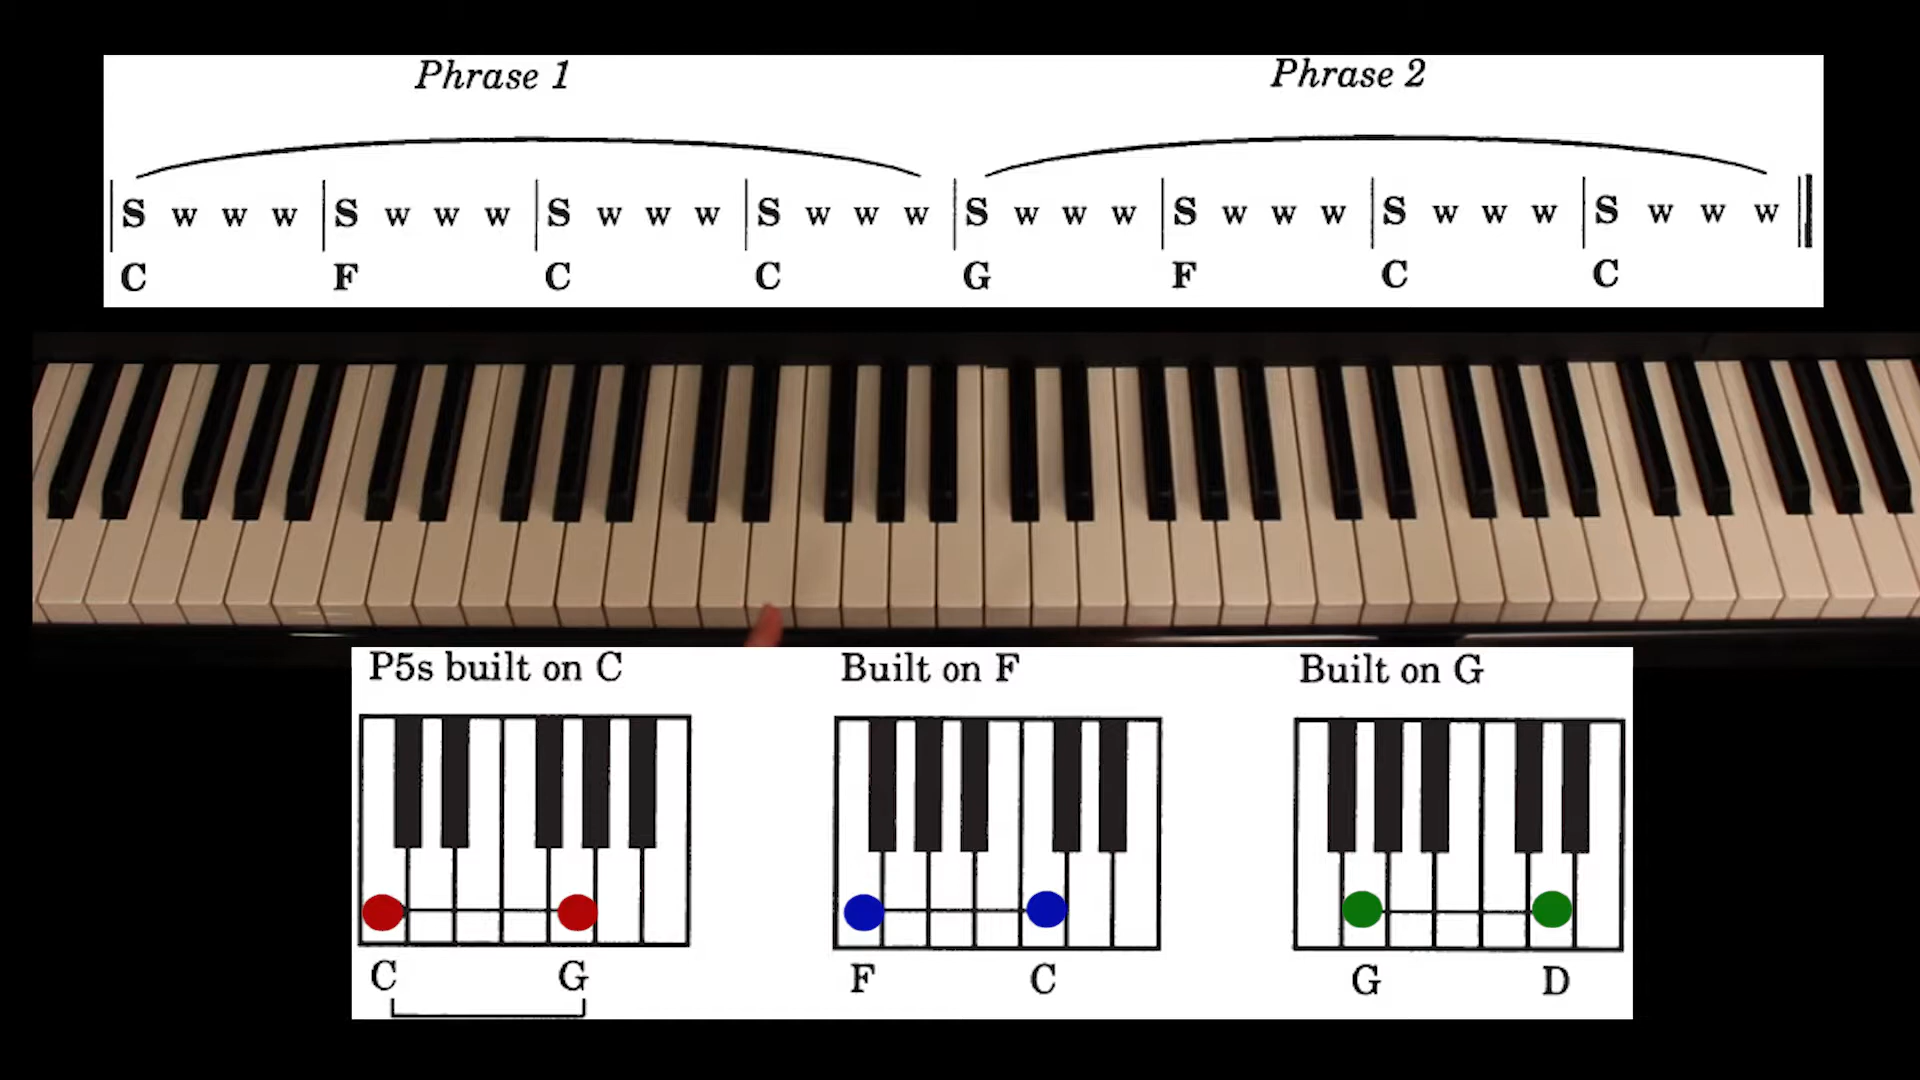 Phrase 1 Phrase 2
S w w w S w w w S w w w S w w w S w w w S w w w S w w w S w w w
C F C C G F C C
P5s built on C Built on F Built on G
C G F C G D